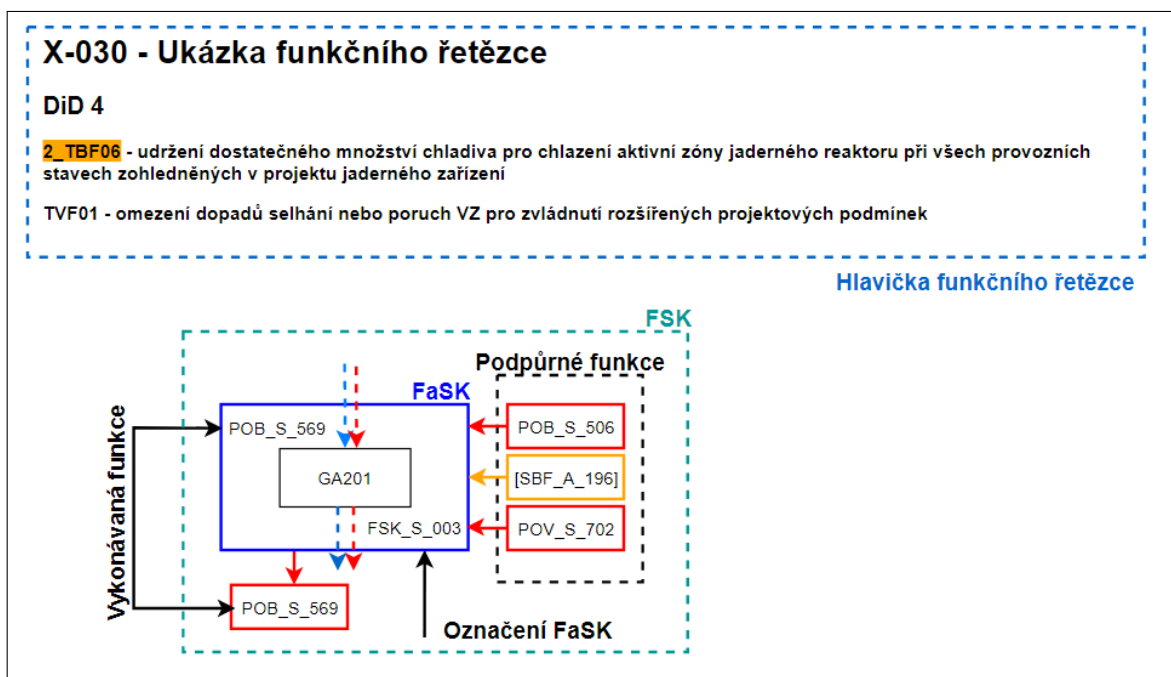 X-030 - Ukázka funkčního řetězce
DiD 4
2_TBF06 - udržení dostatečného množství chladiva pro chlazení aktivní zóny jaderného reaktoru při všech provozních
stavech zohledněných v projektu jaderného zařízení
TVF01 - omezení dopadů selhání nebo poruch VZ pro zvládnutí rozšířených projektových podmínek
Hlavička funkčního řetězce
FSK
Podpůrné funkce
FaSK
POB_S_569
POB_S_506
GA201
[SBF_A_196]
FSK_S_003
POV_S_702
Vykonávaná funkce
POB_S_569
Označení FaSK